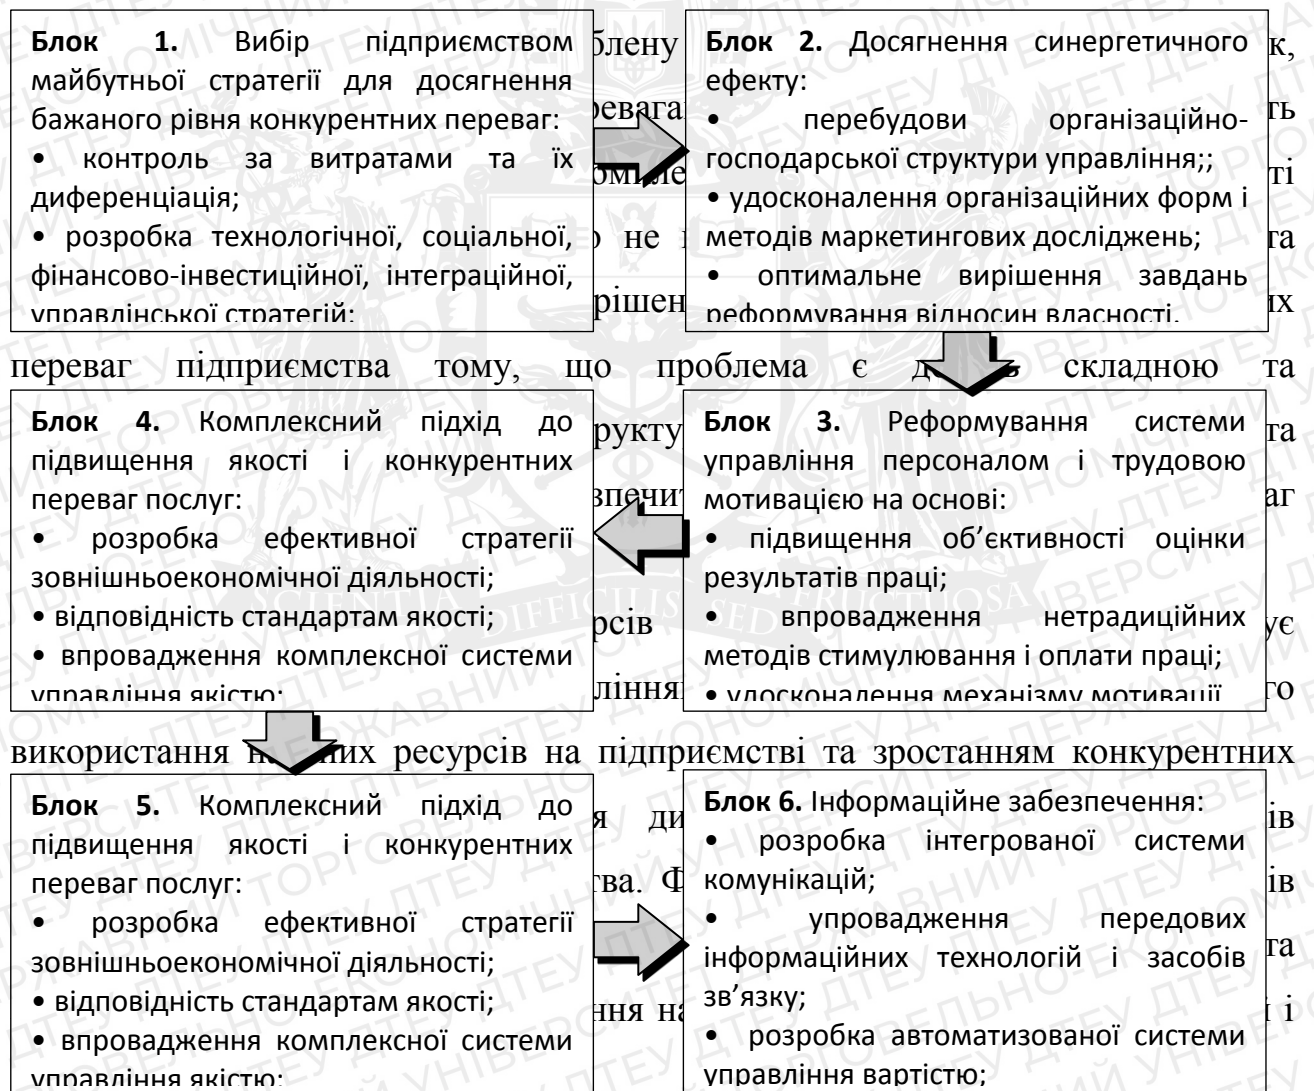 Блок 1. Вибір підприємством
майбутньої стратегії для досягнення
бажаного рівня конкурентних переваг:
• контроль за витратами та їх
диференціація;
• розробка технологічної, соціальної,
фінансово-інвестиційної, інтеграційної,
управлінської стратегій;
Блок 2. Досягнення синергетичного
ефекту:
• перебудови організаційно-
господарської структури управління;;
• удосконалення організаційних форм і
методів маркетингових досліджень;
• оптимальне вирішення завдань
реформування відносин власності.
переваг підприємства тому, що проблема є складною та
Блок 4. Комплексний підхід до
підвищення якості і конкурентних
переваг послуг:
• розробка ефективної стратегії
зовнішньоекономічної діяльності;
• відповідність стандартам якості;
• впровадження комплексної системи
управління якістю;
Блок 3. Реформування системи
управління персоналом і трудовою
мотивацією на основі:
• підвищення об’єктивності оцінки
результатів праці;
• впровадження нетрадиційних
методів стимулювання і оплати праці;
• удосконалення механізму мотивації
SCIENTIA DIFFICILIS SED FRUCTUOSA
використання ресурсів на підприємстві та зростанням конкурентних
Блок 5. Комплексний підхід до
підвищення якості і конкурентних
переваг послуг:
• розробка ефективної стратегії
зовнішньоекономічної діяльності;
• відповідність стандартам якості;
• впровадження комплексної системи
управління якістю;
Блок 6. Інформаційне забезпечення:
• розробка інтегрованої системи
комунікацій;
• упровадження передових
інформаційних технологій і засобів
зв’язку;
• розробка автоматизованої системи
управління вартістю;